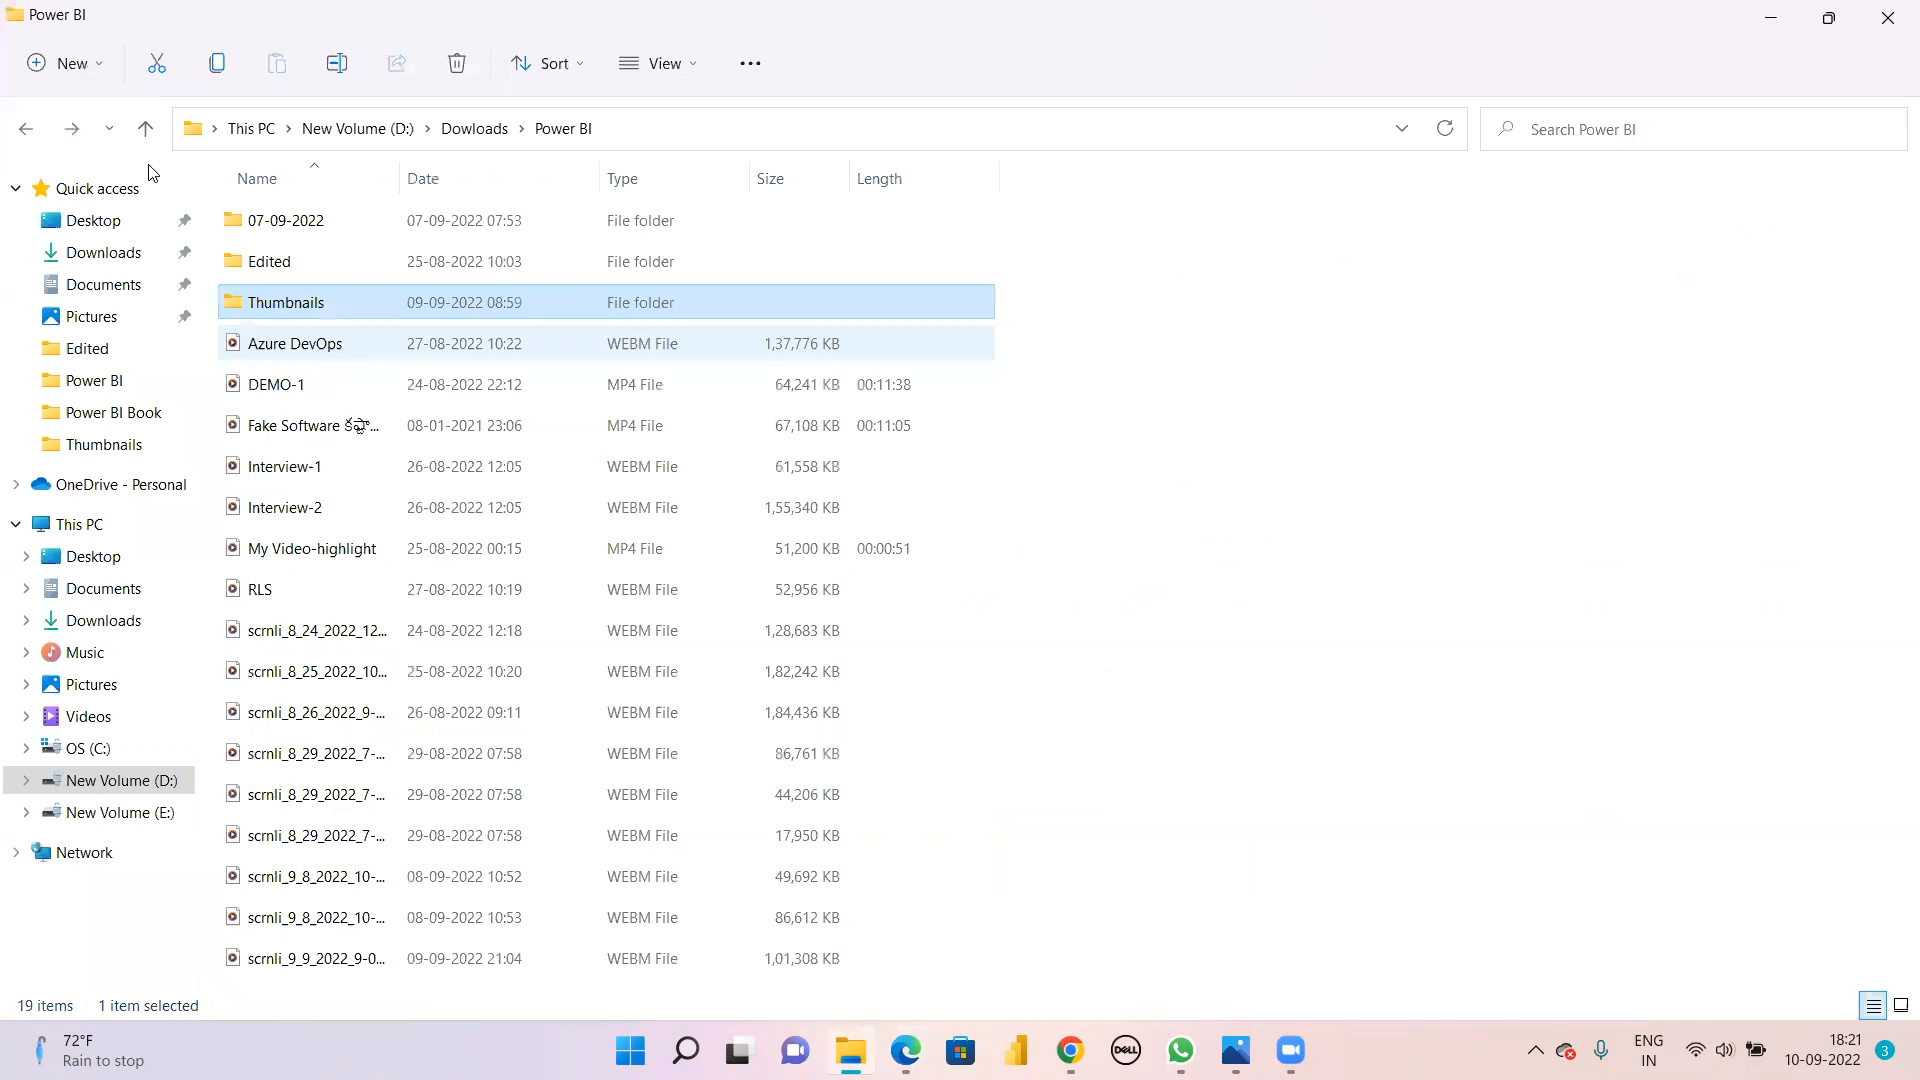 Power BI
New
Sort
View
This PC
New Volume (D:)
Dowloads
Power BI
Search Power BI
Quick access
Desktop
Downloads
Documents
Pictures
Edited
Power BI
Power BI Book
Thumbnails
OneDrive - Personal
This PC
Desktop
Documents
Downloads
Music
Pictures
Videos
OS (C:)
New Volume (D:)
New Volume (E:)
Network
Name Date Type Size Length
07-09-2022 07-09-2022 07:53 File folder
Edited 25-08-2022 10:03 File folder
Thumbnails 09-09-2022 08:59 File folder
Azure DevOps 27-08-2022 10:22 WEBM File 1,37,776 KB
DEMO-1 24-08-2022 22:12 MP4 File 64,241 KB 00:11:38
Fake Software 08-01-2021 23:06 MP4 File 67,108 KB 00:11:05
Interview-1 26-08-2022 12:05 WEBM File 61,558 KB
Interview-2 26-08-2022 12:05 WEBM File 1,55,340 KB
My Video-highlight 25-08-2022 00:15 MP4 File 51,200 KB 00:00:51
RLS 27-08-2022 10:19 WEBM File 52,956 KB
scrnli_8_24_2022_12... 24-08-2022 12:18 WEBM File 1,28,683 KB
scrnli_8_25_2022_10... 25-08-2022 10:20 WEBM File 1,82,242 KB
scrnli_8_26_2022_9-... 26-08-2022 09:11 WEBM File 1,84,436 KB
scrnli_8_29_2022_7-... 29-08-2022 07:58 WEBM File 86,761 KB
scrnli_8_29_2022_7-... 29-08-2022 07:58 WEBM File 44,206 KB
scrnli_8_29_2022_7-... 29-08-2022 07:58 WEBM File 17,950 KB
scrnli_9_8_2022_10-... 08-09-2022 10:52 WEBM File 49,692 KB
scrnli_9_8_2022_10-... 08-09-2022 10:53 WEBM File 86,612 KB
scrnli_9_9_2022_9-0... 09-09-2022 21:04 WEBM File 1,01,308 KB
19 items 1 item selected
72°F
Rain to stop
DELL
ENG
IN
18:21
10-09-2022
3